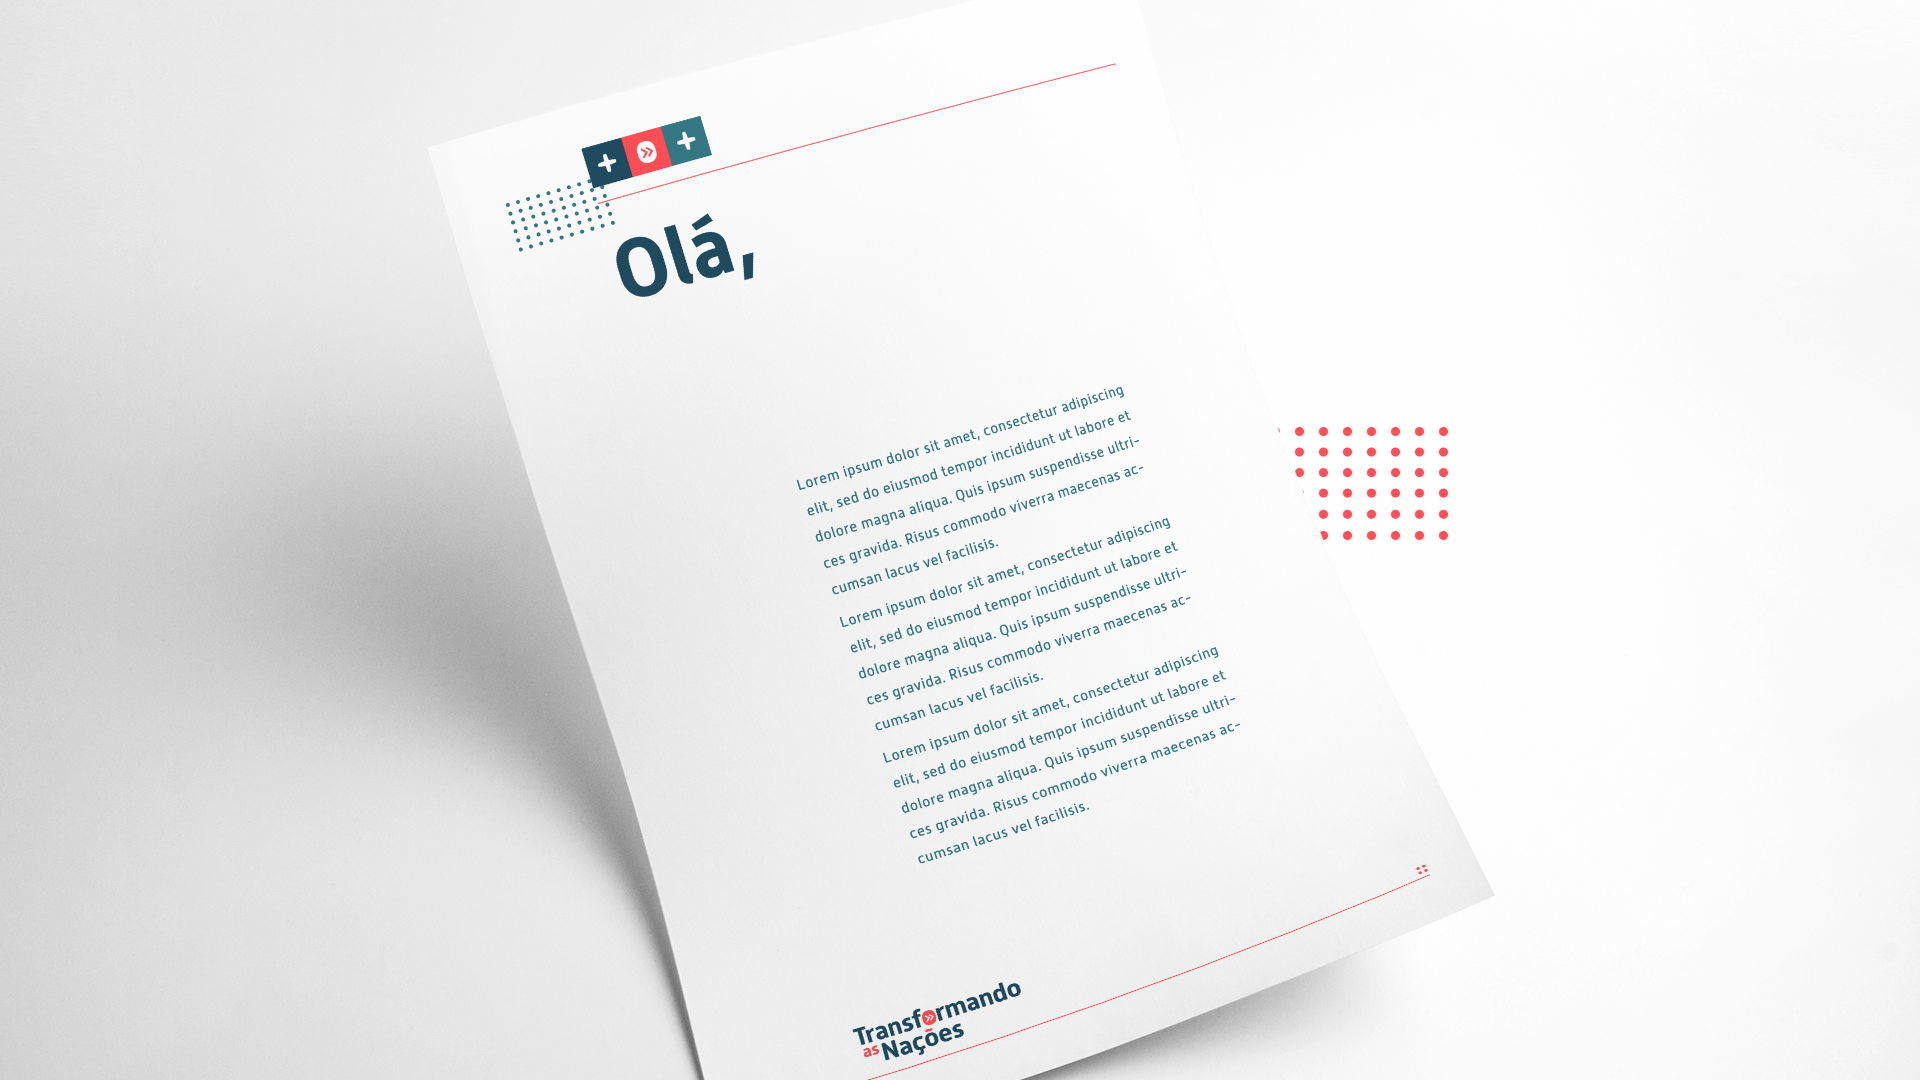 Olá,
Lorem ipsum dolor sit amet, consectetur adipiscing
elit, sed do eiusmod tempor incididunt ut labore et
dolore magna aliqua. Quis ipsum suspendisse ultri-
ces gravida. Risus commodo viverra maecenas ac-
cumsan lacus vel facilisis.
Lorem ipsum dolor sit amet, consectetur adipiscing
elit, sed do eiusmod tempor incididunt ut labore et
dolore magna aliqua. Quis ipsum suspendisse ultri-
ces gravida. Risus commodo viverra maecenas ac-
cumsan lacus vel facilisis.
Lorem ipsum dolor sit amet, consectetur adipiscing
elit, sed do eiusmod tempor incididunt ut labore et
dolore magna aliqua. Quis ipsum suspendisse ultri-
ces gravida. Risus commodo viverra maecenas ac-
cumsan lacus vel facilisis.
Transformando
as Nações